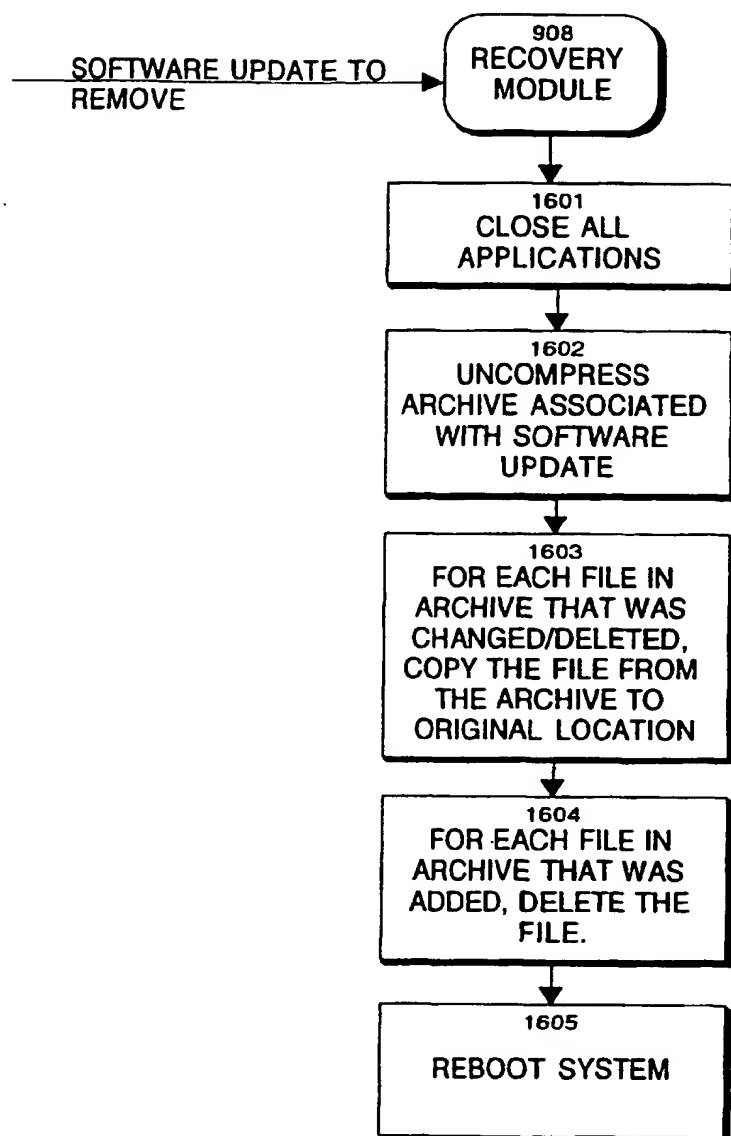 908
RECOVERY
MODULE
SOFTWARE UPDATE TO
REMOVE
1601
CLOSE ALL
APPLICATIONS
1602
UNCOMPRESS
ARCHIVE ASSOCIATED
WITH SOFTWARE
UPDATE
1603
FOR EACH FILE IN
ARCHIVE THAT WAS
CHANGED/DELETED,
COPY THE FILE FROM
THE ARCHIVE TO
ORIGINAL LOCATION
1604
FOR EACH FILE IN
ARCHIVE THAT WAS
ADDED, DELETE THE
FILE.
1605
REBOOT SYSTEM